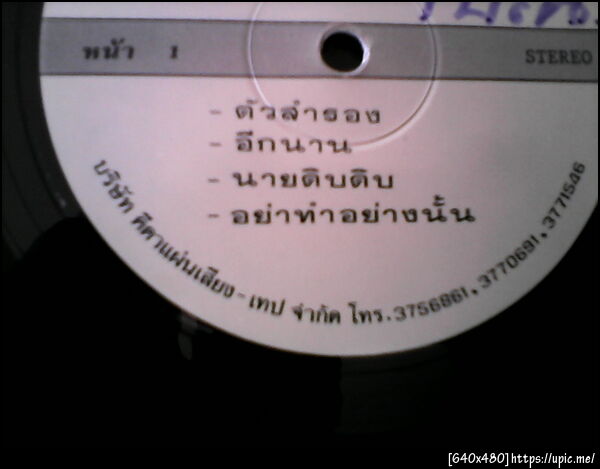 หน้า 1
STEREO
- ตัวสำรอง
- อีกนาน
- นายดิบดิบ
- อย่าทำอย่างนั้น
บริษัท คีตาแผ่นเสียง - เทป จำกัด โทร. 3756861, 3770691, 3771546
[640x480]https://upic.me/